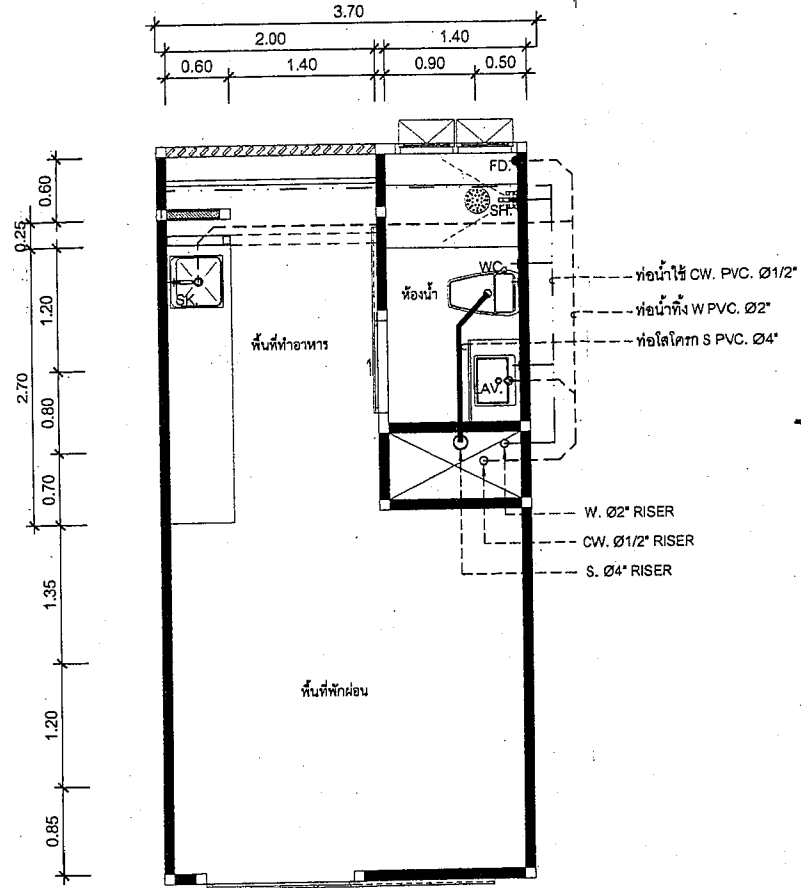 3.70
2.00 1.40
0.60 1.40 0.90 0.50
0.60
0.25
1.20
2.70
0.80
0.70
1.35
1.20
0.85
FD.
SH.
WC.
ห้องน้ำ
SK.
พื้นที่ทำอาหาร
LAV.
ท่อน้ำใช้ CW. PVC. Ø1/2"
ท่อน้ำทิ้ง W PVC. Ø2"
ท่อโสโครก S PVC. Ø4"
W. Ø2" RISER
CW. Ø1/2" RISER
S. Ø4" RISER
พื้นที่พักผ่อน